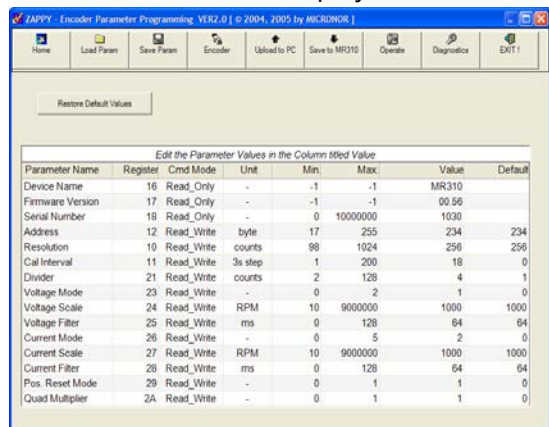 ZAPPY - Encoder Parameter Programming VER2.0 [ © 2004, 2005 by MICRONOR ]
Home Load Param Save Param Encoder Upload to PC Save to MR310 Operate Diagnostics EXIT !
Restore Default Values
Edit the Parameter Values in the Column titled Value
Parameter Name Register Cmd Mode Unit Min. Max. Value Default
Device Name 16 Read_Only - -1 -1 MR310
Firmware Version 17 Read_Only - -1 -1 00.56
Serial Number 18 Read_Only - 0 10000000 1030
Address 12 Read_Write byte 17 255 234 234
Resolution 10 Read_Write counts 98 1024 256 256
Cal Interval 11 Read_Write 3s step 1 200 18 0
Divider 21 Read_Write counts 2 128 4 1
Voltage Mode 23 Read_Write - 0 2 1 0
Voltage Scale 24 Read_Write RPM 10 9000000 1000 1000
Voltage Filter 25 Read_Write ms 0 128 64 64
Current Mode 26 Read_Write - 0 5 2 0
Current Scale 27 Read_Write RPM 10 9000000 1000 1000
Current Filter 28 Read_Write ms 0 128 64 64
Pos. Reset Mode 29 Read_Write - 0 1 1 0
Quad Multiplier 2A Read_Write - 0 1 1 0